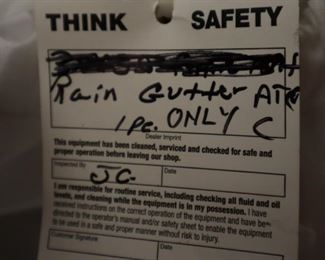 THINK SAFETY
Rain Gutter
1 pc. ONLY C
Dealer Imprint
This equipment has been cleaned, serviced and checked for safe and
proper operation before leaving our shop.
Inspected By Date
JC
I am responsible for routine service, including checking all fluid and oil
levels, and cleaning while the equipment is in my possession. I have
received instructions on the correct operation of the equipment and have been
directed to the operator's manual and/or safety sheet to enable the equipment
to be used in a safe and proper manner without risk to injury.
Customer Signature Date